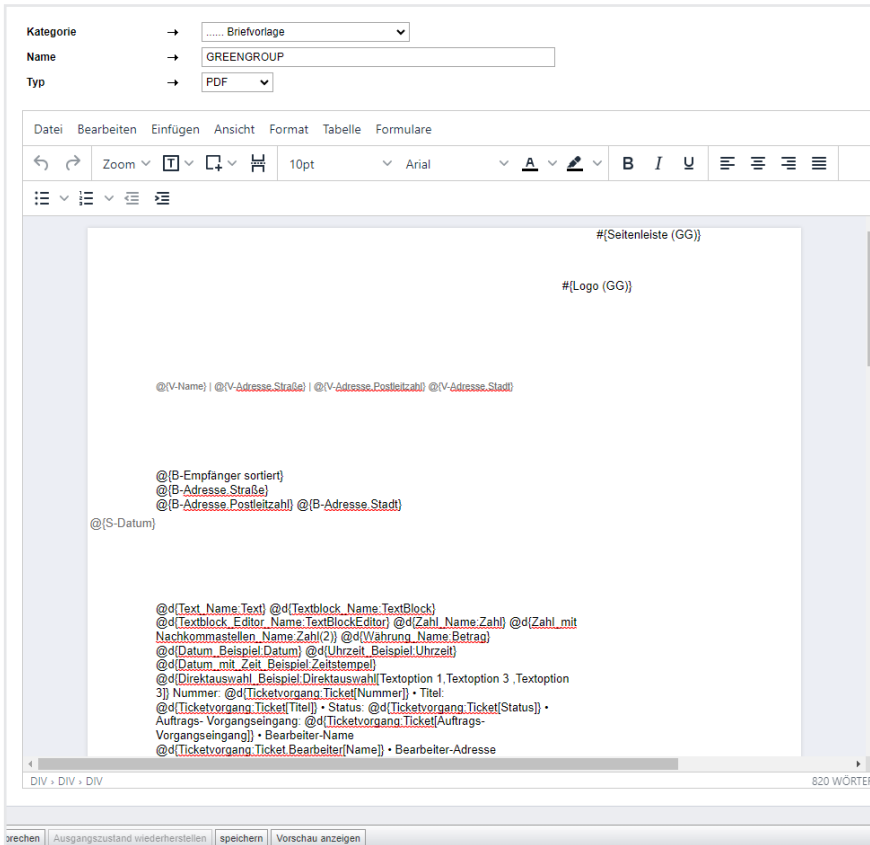 Kategorie → ...... Briefvorlage
Name → GREENGROUP
Typ → PDF
Datei Bearbeiten Einfügen Ansicht Format Tabelle Formulare
Zoom T 10pt Arial A B I U
#{Seitenleiste (GG)}
#{Logo (GG)}
@{V-Name} | @{V-Adresse.Straße} | @{V-Adresse.Postleitzahl} @{V-Adresse.Stadt}
@{B-Empfänger sortiert}
@{B-Adresse.Straße}
@{B-Adresse.Postleitzahl} @{B-Adresse.Stadt}
@{S-Datum}
@d{Text_Name:Text} @d{Textblock_Name:TextBlock}
@d{Textblock_Editor_Name:TextBlockEditor} @d{Zahl_Name:Zahl} @d{Zahl_mit
Nachkommastellen_Name:Zahl(2)} @d{Währung_Name:Betrag}
@d{Datum_Beispiel:Datum} @d{Uhrzeit_Beispiel:Uhrzeit}
@d{Datum_mit_Zeit_Beispiel:Zeitstempel}
@d{Direktauswahl_Beispiel:Direktauswahl[Textoption 1,Textoption 3 ,Textoption
3]} Nummer: @d{Ticketvorgang:Ticket[Nummer]} • Titel:
@d{Ticketvorgang:Ticket[Titel]} • Status: @d{Ticketvorgang:Ticket[Status]} •
Auftrags- Vorgangseingang: @d{Ticketvorgang:Ticket[Auftrags-
Vorgangseingang]} • Bearbeiter-Name
@d{Ticketvorgang:Ticket.Bearbeiter[Name]} • Bearbeiter-Adresse
DIV › DIV › DIV 820 WÖRTER
brechen Ausgangszustand wiederherstellen speichern Vorschau anzeigen